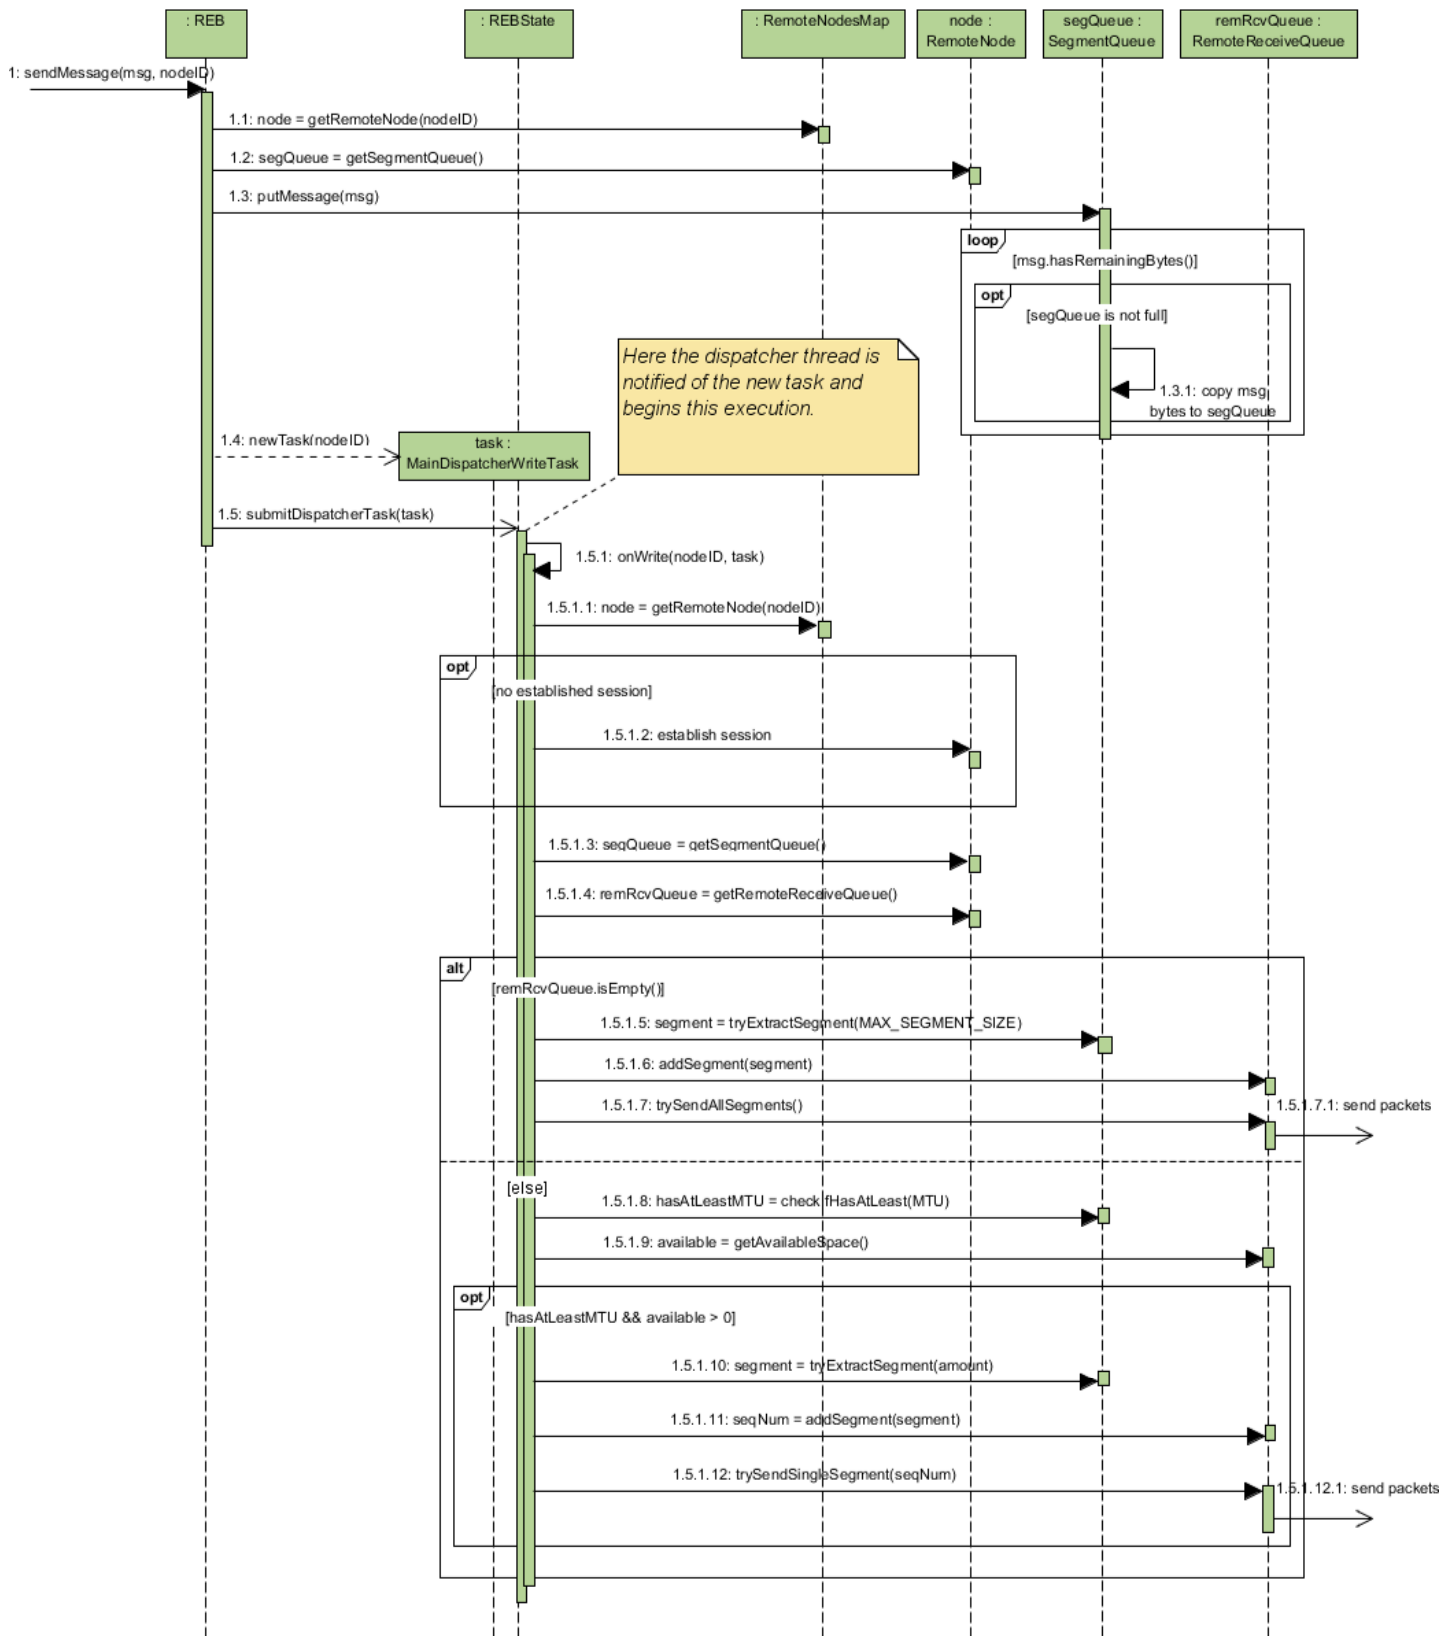 : REB
: REBState
: RemoteNodesMap
node :
RemoteNode
segQueue :
SegmentQueue
remRcvQueue :
RemoteReceiveQueue
1: sendMessage(msg, nodeID)
1.1: node = getRemoteNode(nodeID)
1.2: segQueue = getSegmentQueue()
1.3: putMessage(msg)
loop
[msg.hasRemainingBytes()]
opt
[segQueue is not full]
1.3.1: copy msg
bytes to segQueue
Here the dispatcher thread is
notified of the new task and
begins this execution.
1.4: newTask(nodeID)
task :
MainDispatcherWriteTask
1.5: submitDispatcherTask(task)
1.5.1: onWrite(nodeID, task)
1.5.1.1: node = getRemoteNode(nodeID)
opt
[no established session]
1.5.1.2: establish session
1.5.1.3: segQueue = getSegmentQueue()
1.5.1.4: remRcvQueue = getRemoteReceiveQueue()
alt
[remRcvQueue.isEmpty()]
1.5.1.5: segment = tryExtractSegment(MAX_SEGMENT_SIZE)
1.5.1.6: addSegment(segment)
1.5.1.7: trySendAllSegments()
1.5.1.7.1: send packets
[else]
1.5.1.8: hasAtLeastMTU = checkIfHasAtLeast(MTU)
1.5.1.9: available = getAvailableSpace()
opt
[hasAtLeastMTU && available > 0]
1.5.1.10: segment = tryExtractSegment(amount)
1.5.1.11: seqNum = addSegment(segment)
1.5.1.12: trySendSingleSegment(seqNum)
1.5.1.12.1: send packets